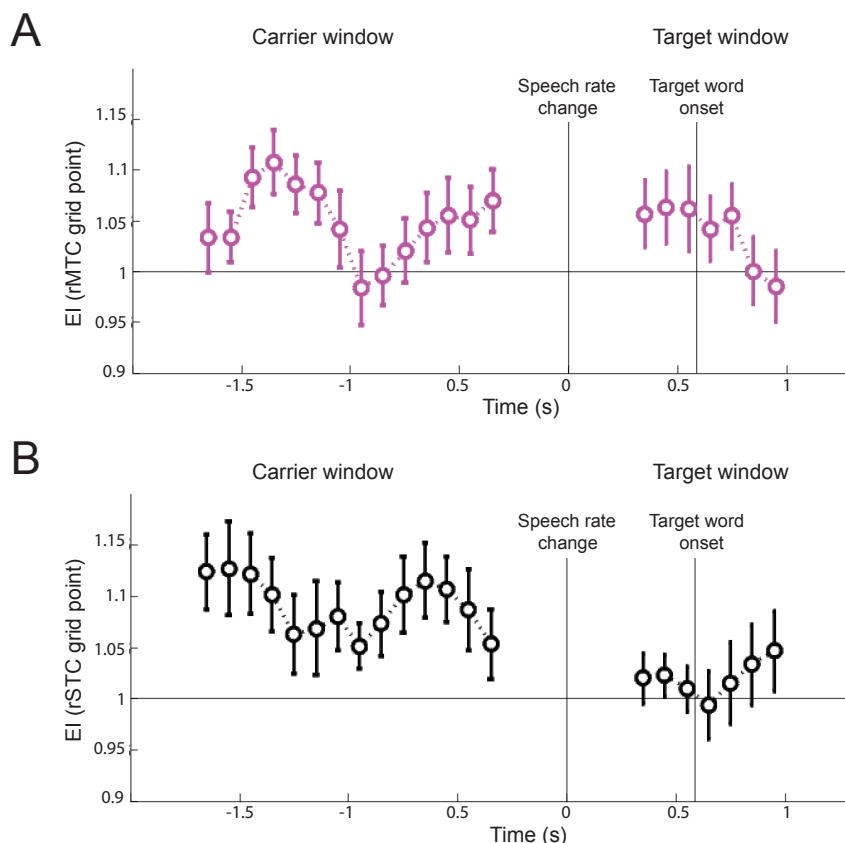 A
Carrier window
Target window
Speech rate change
Target word onset
EI (rMTC grid point)
1.15
1.1
1.05
1
0.95
0.9
-1.5
-1
0.5
0
0.5
1
Time (s)
B
Carrier window
Target window
Speech rate change
Target word onset
EI (rSTC grid point)
1.15
1.1
1.05
1
0.95
0.9
-1.5
-1
0.5
0
0.5
1
Time (s)